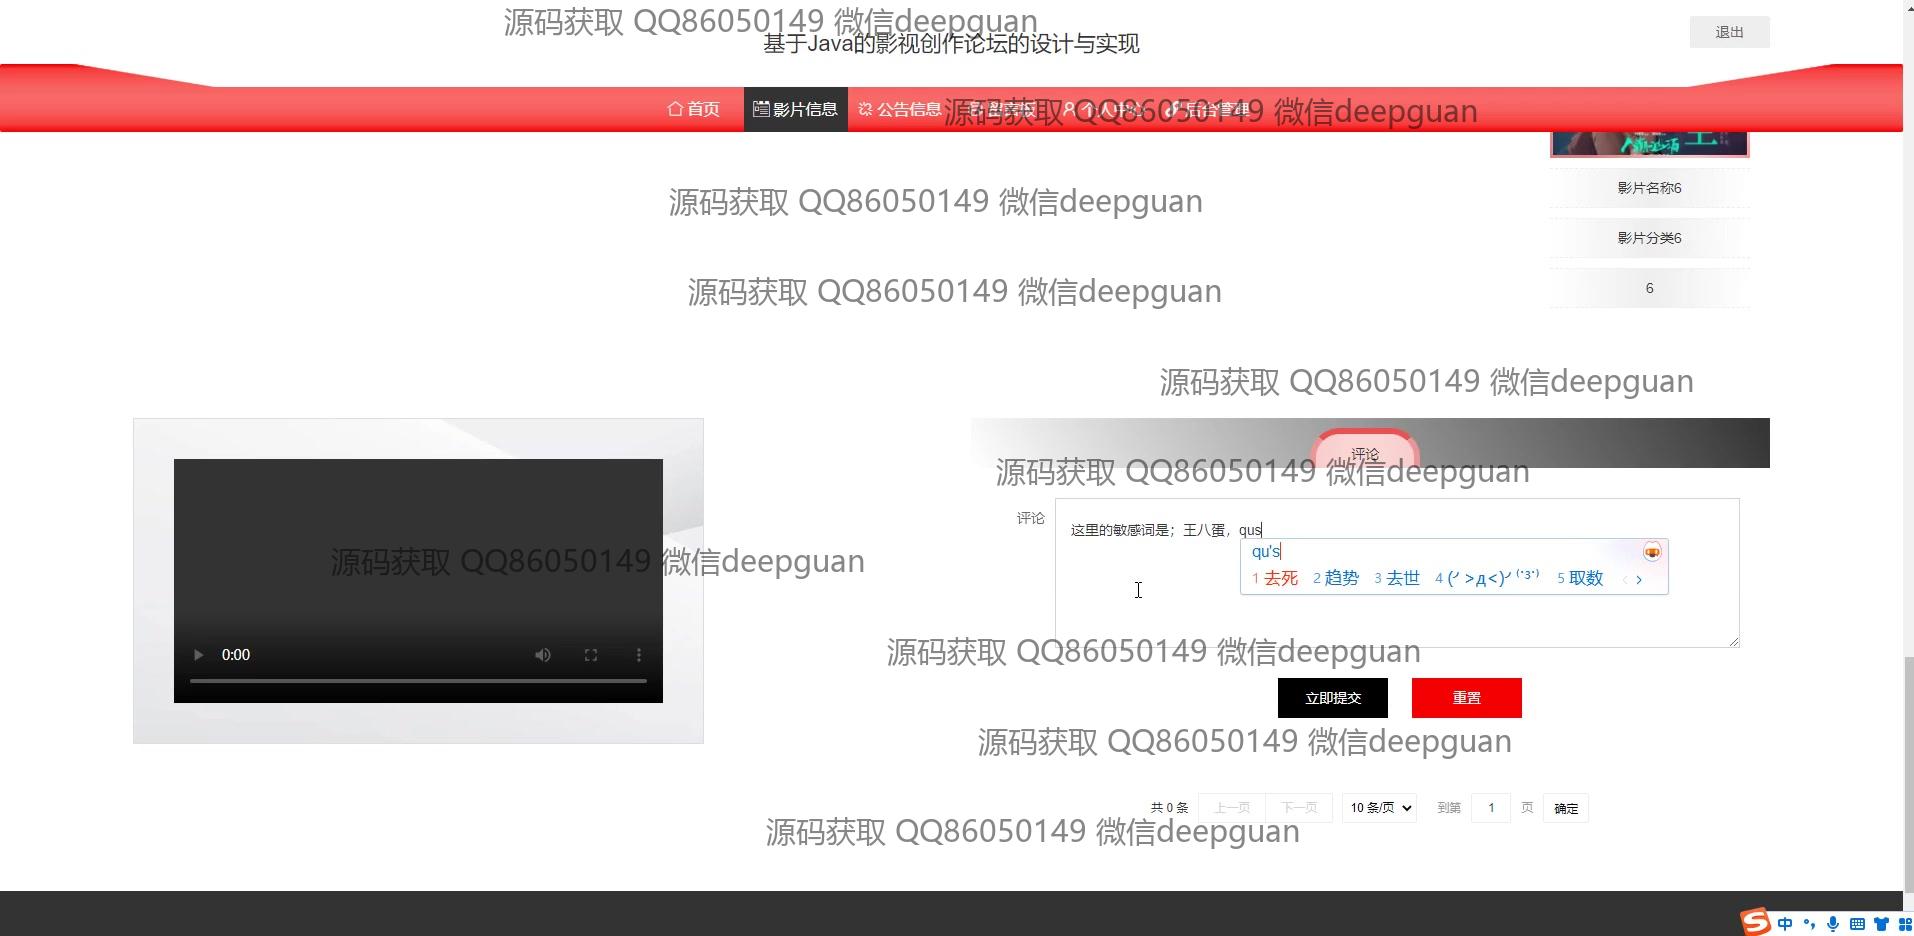 源码获取 QQ86050149 微信deepguan
基于Java的影视创作论坛的设计与实现
退出
首页
影片信息
公告信息
个人中心
后台管理
源码获取 QQ86050149 微信deepguan
影片名称6
源码获取 QQ86050149 微信deepguan
影片分类6
6
源码获取 QQ86050149 微信deepguan
源码获取 QQ86050149 微信deepguan
评论
源码获取 QQ86050149 微信deepguan
评论
这里的敏感词是；王八蛋，qus
qu's
1 去死 2 趋势 3 去世 4 (╯>д<)╯⁽˙³˙⁾ 5 取数
源码获取 QQ86050149 微信deepguan
0:00
源码获取 QQ86050149 微信deepguan
立即提交
重置
源码获取 QQ86050149 微信deepguan
共 0 条 上一页 下一页 10 条/页 到第 1 页 确定
源码获取 QQ86050149 微信deepguan
中